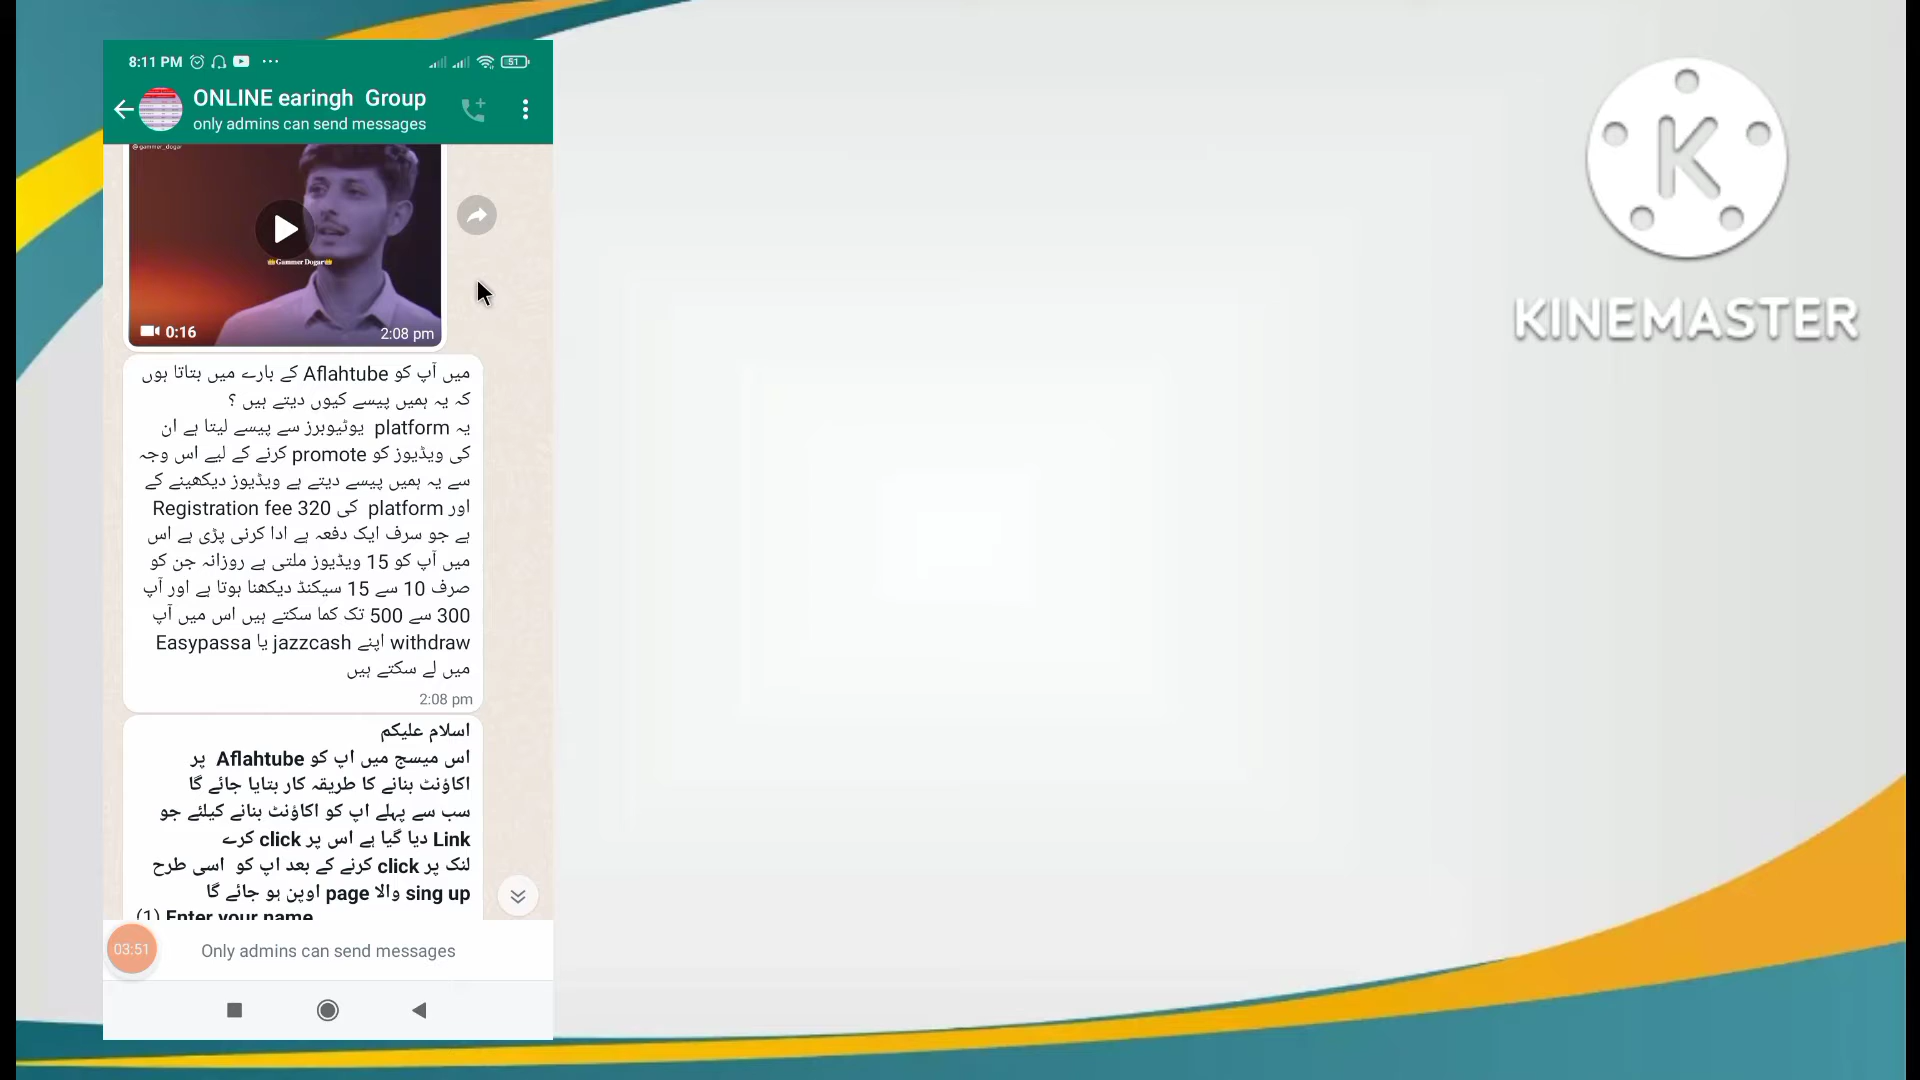 8:11 PM
51
ONLINE earingh Group
only admins can send messages
@gammer_dogar
Gammer Dogar
0:16
2:08 pm
میں آپ کو Aflahtube کے بارے میں بتاتا ہوں
کہ یہ ہمیں پیسے کیوں دیتے ہیں ؟
یہ platform یوٹیوبرز سے پیسے لیتا ہے ان
کی ویڈیوز کو promote کرنے کے لیے اس وجہ
سے یہ ہمیں پیسے دیتے ہے ویڈیوز دیکھینے کے
اور platform کی Registration fee 320
ہے جو سرف ایک دفعہ ہے ادا کرنی پڑی ہے اس
میں آپ کو 15 ویڈیوز ملتی ہے روزانہ جن کو
صرف 10 سے 15 سیکنڈ دیکھنا ہوتا ہے اور آپ
300 سے 500 تک کما سکتے ہیں اس میں آپ
withdraw اپنے jazzcash یا Easypassa
میں لے سکتے ہیں
2:08 pm
اسلام علیکم
اس میسج میں اپ کو Aflahtube پر
اکاؤنٹ بنانے کا طریقہ کار بتایا جائے گا
سب سے پہلے اپ کو اکاؤنٹ بنانے کیلئے جو
Link دیا گیا ہے اس پر click کرے
لنک پر click کرنے کے بعد اپ کو اسی طرح
sing up والا page اوپن ہو جائے گا
(1) Enter your name
03:51
Only admins can send messages
K
KINEMASTER